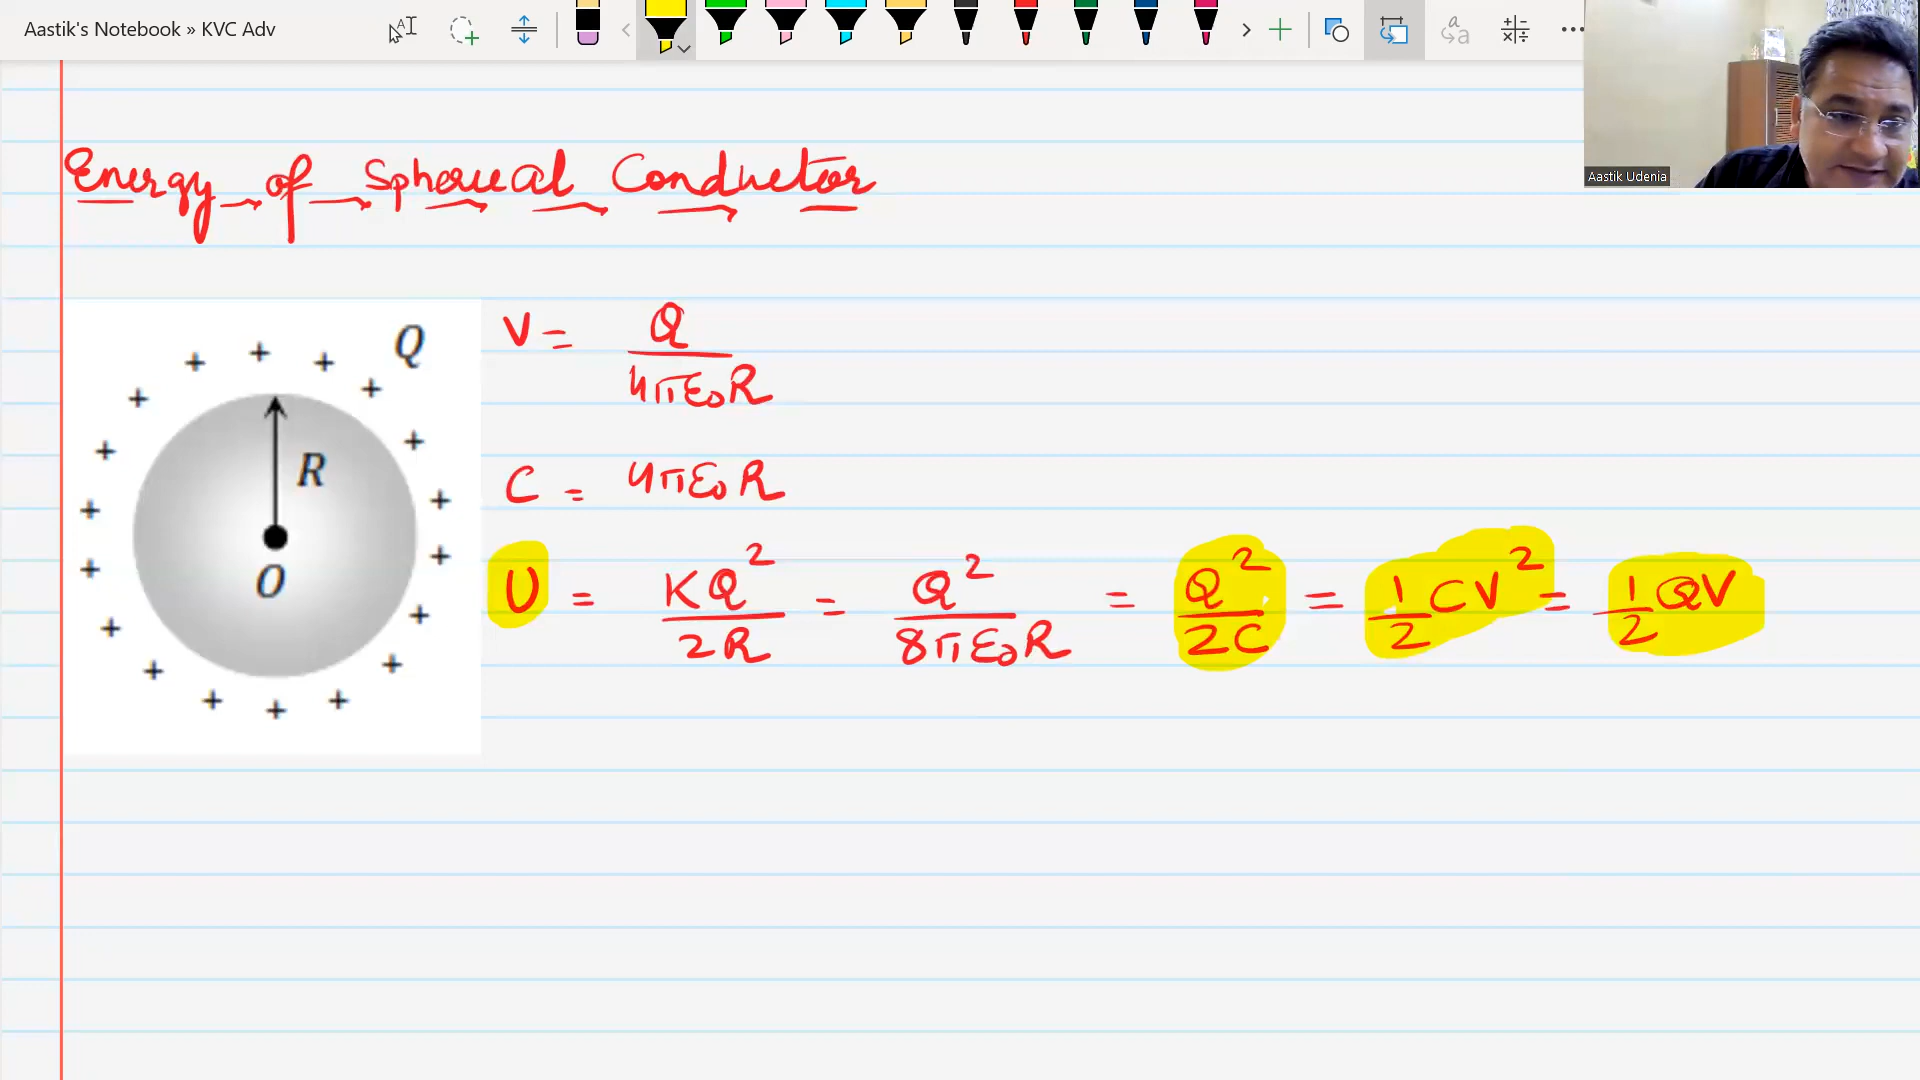 Aastik's Notebook » KVC Adv
Aastik Udenia
Energy of Spherical Conductor
Q
R
O
V = Q / 4πε₀R
C = 4πε₀R
U = KQ² / 2R = Q² / 8πε₀R = Q² / 2C = 1/2 CV² = 1/2 QV